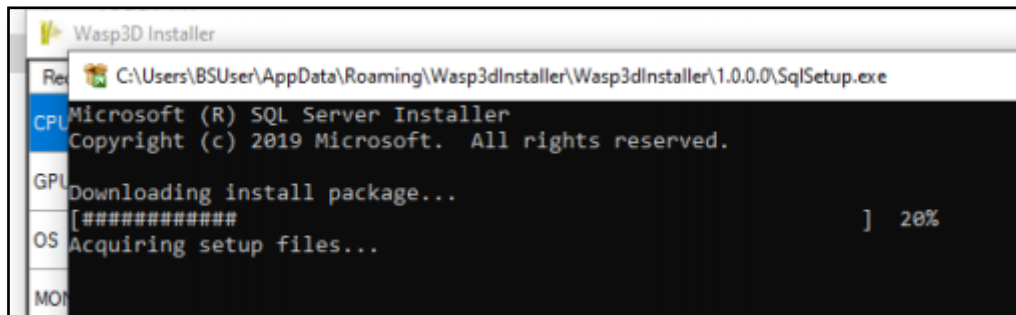 Wasp3D Installer
C:\Users\BSUser\AppData\Roaming\Wasp3dInstaller\Wasp3dInstaller\1.0.0.0\SqlSetup.exe
Microsoft (R) SQL Server Installer
CPU
Copyright (c) 2019 Microsoft.  All rights reserved.
GPU
Downloading install package...
[############ ] 20%
OS
Acquiring setup files...